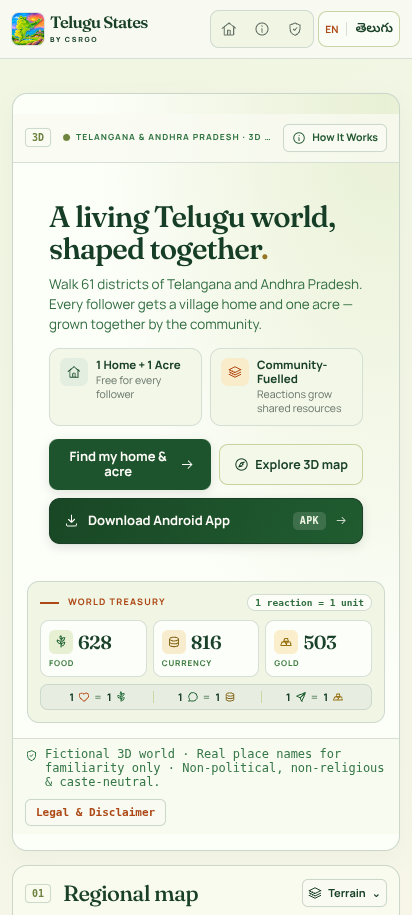 Telugu States
BY CSRGO
EN
తెలుగు
3D
TELANGANA & ANDHRA PRADESH · 3D …
How It Works
A living Telugu world,
shaped together.
Walk 61 districts of Telangana and Andhra Pradesh.
Every follower gets a village home and one acre —
grown together by the community.
1 Home + 1 Acre
Free for every
follower
Community-
Fuelled
Reactions grow
shared resources
Find my home &
acre
Explore 3D map
Download Android App
APK
WORLD TREASURY
1 reaction = 1 unit
628
FOOD
816
CURRENCY
503
GOLD
1 = 1
1 = 1
1 = 1
Fictional 3D world · Real place names for
familiarity only · Non-political, non-religious
& caste-neutral.
Legal & Disclaimer
01
Regional map
Terrain